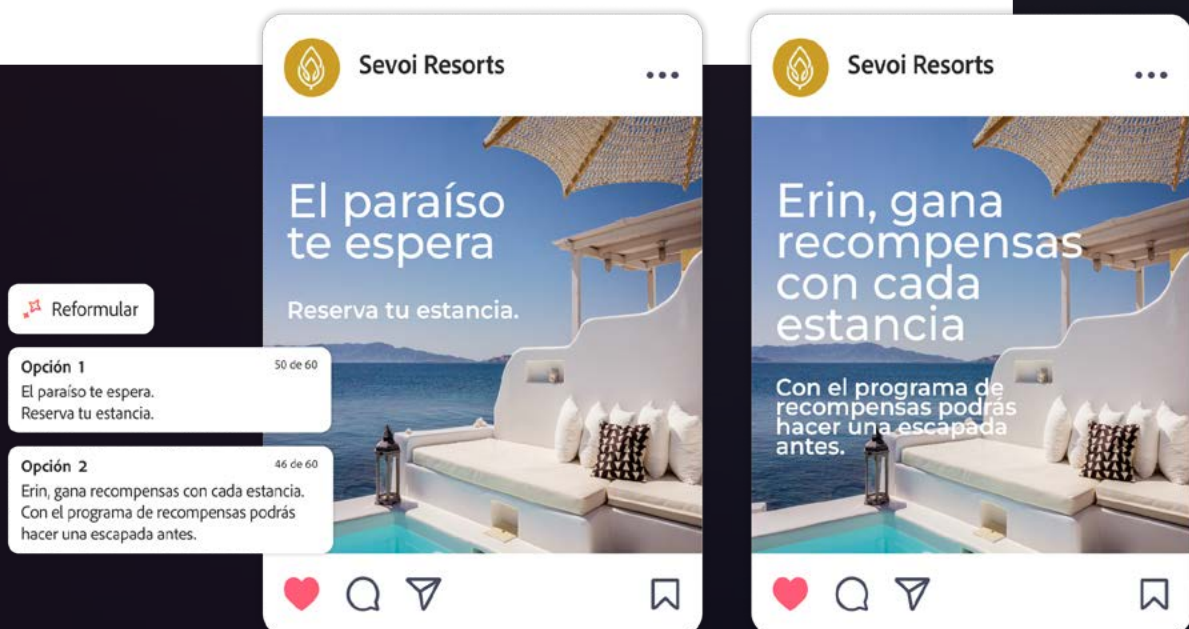 Sevoi Resorts
El paraíso
te espera
Reserva tu estancia.
Reformular
Opción 1
50 de 60
El paraíso te espera.
Reserva tu estancia.
Opción 2
46 de 60
Erin, gana recompensas con cada estancia.
Con el programa de recompensas podrás
hacer una escapada antes.
Sevoi Resorts
Erin, gana
recompensas
con cada
estancia
Con el programa de
recompensas podrás
hacer una escapada
antes.